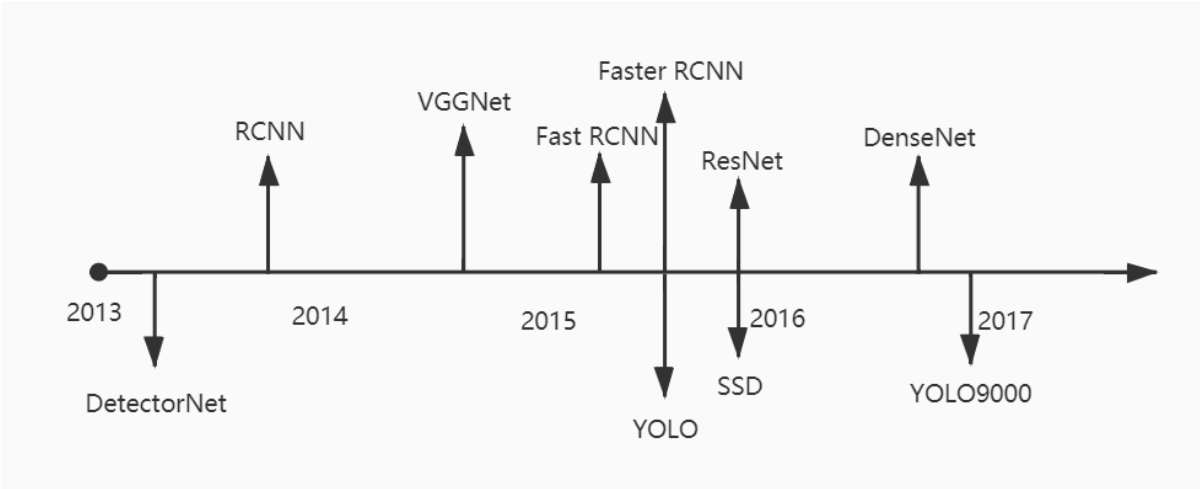 Faster RCNN
VGGNet
RCNN
Fast RCNN
DenseNet
ResNet
2013
2014
2015
2016
2017
DetectorNet
SSD
YOLO9000
YOLO